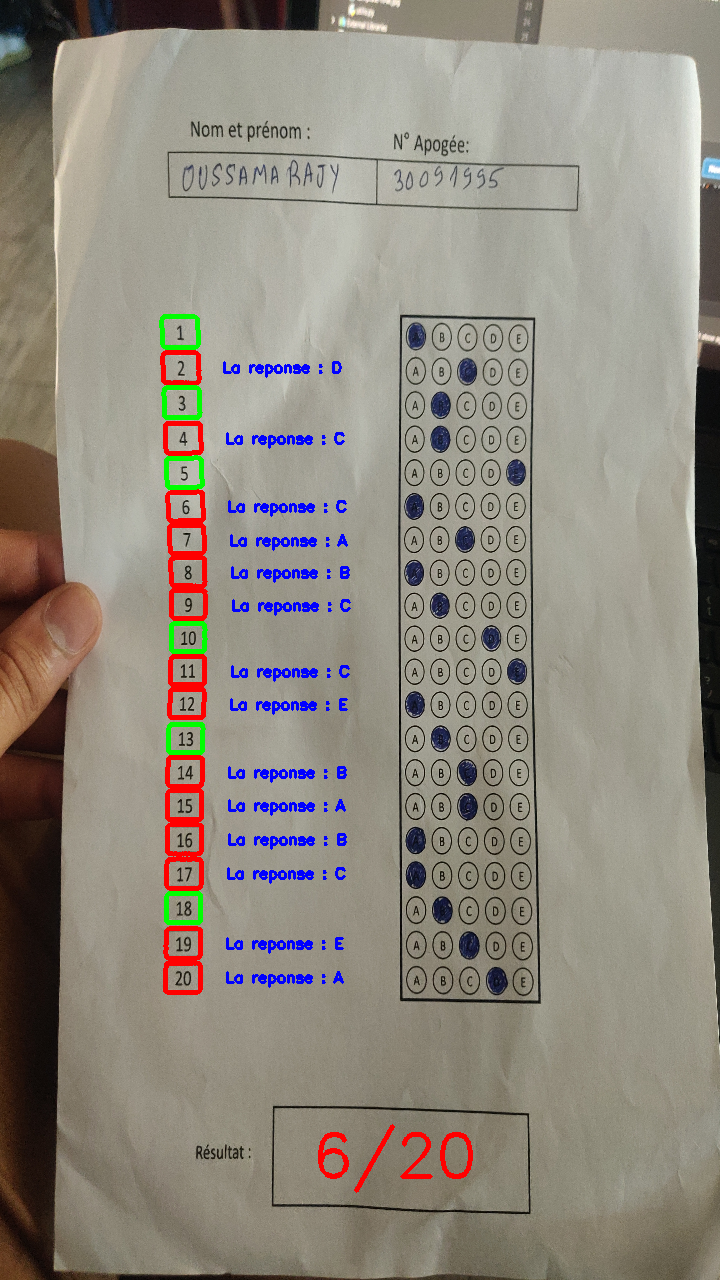 Nom et prénom :
N° Apogée:
OUSSAMA RAJY
30091995
1 A B C D E
2 La reponse : D A B C D E
3 A B C D E
4 La reponse : C A B C D E
5 A B C D E
6 La reponse : C A B C D E
7 La reponse : A A B C D E
8 La reponse : B A B C D E
9 La reponse : C A B C D E
10 A B C D E
11 La reponse : C A B C D E
12 La reponse : E A B C D E
13 A B C D E
14 La reponse : B A B C D E
15 La reponse : A A B C D E
16 La reponse : B A B C D E
17 La reponse : C A B C D E
18 A B C D E
19 La reponse : E A B C D E
20 La reponse : A A B C D E
Résultat :
6/20